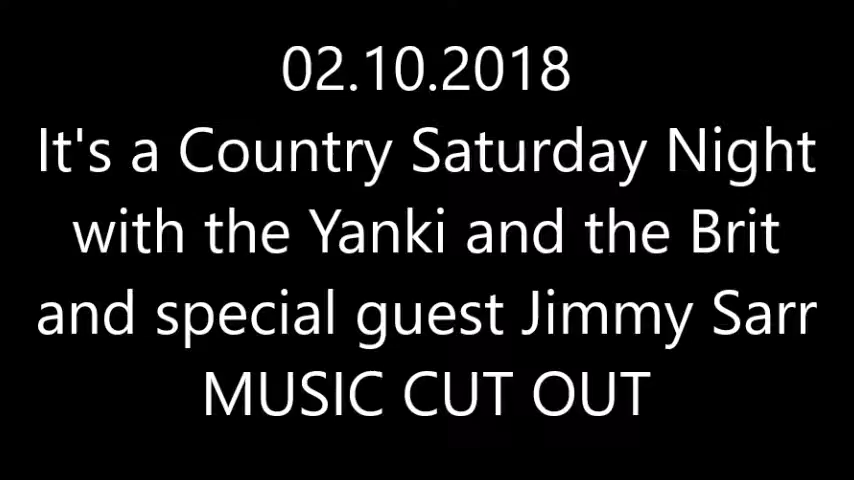 02.10.2018
It's a Country Saturday Night
with the Yanki and the Brit
and special guest Jimmy Sarr
MUSIC CUT OUT